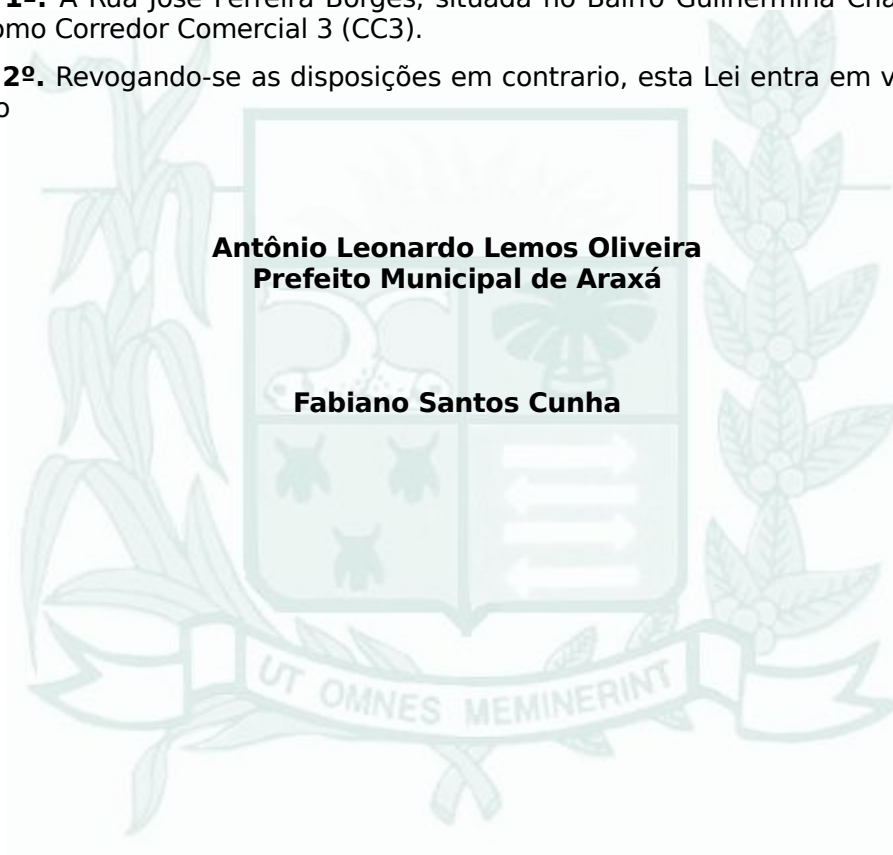 1º. A Rua José Ferreira Borges, situada no Bairro Guilhermina
omo Corredor Comercial 3 (CC3).
2º. Revogando-se as disposições em contrario, esta Lei entra em v
o
Antônio Leonardo Lemos Oliveira
Prefeito Municipal de Araxá
Fabiano Santos Cunha
UT OMNES MEMINERINT